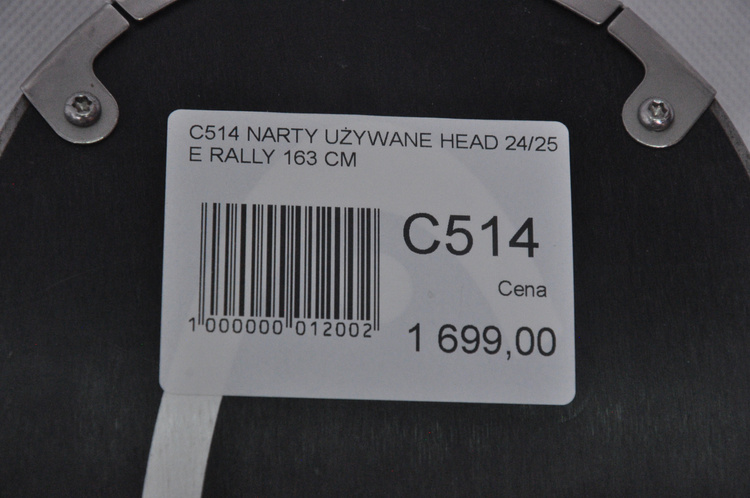 C514 NARTY UŻYWANE HEAD 24/25
E RALLY 163 CM
C514
Cena
1 000000 012002
1 699,00